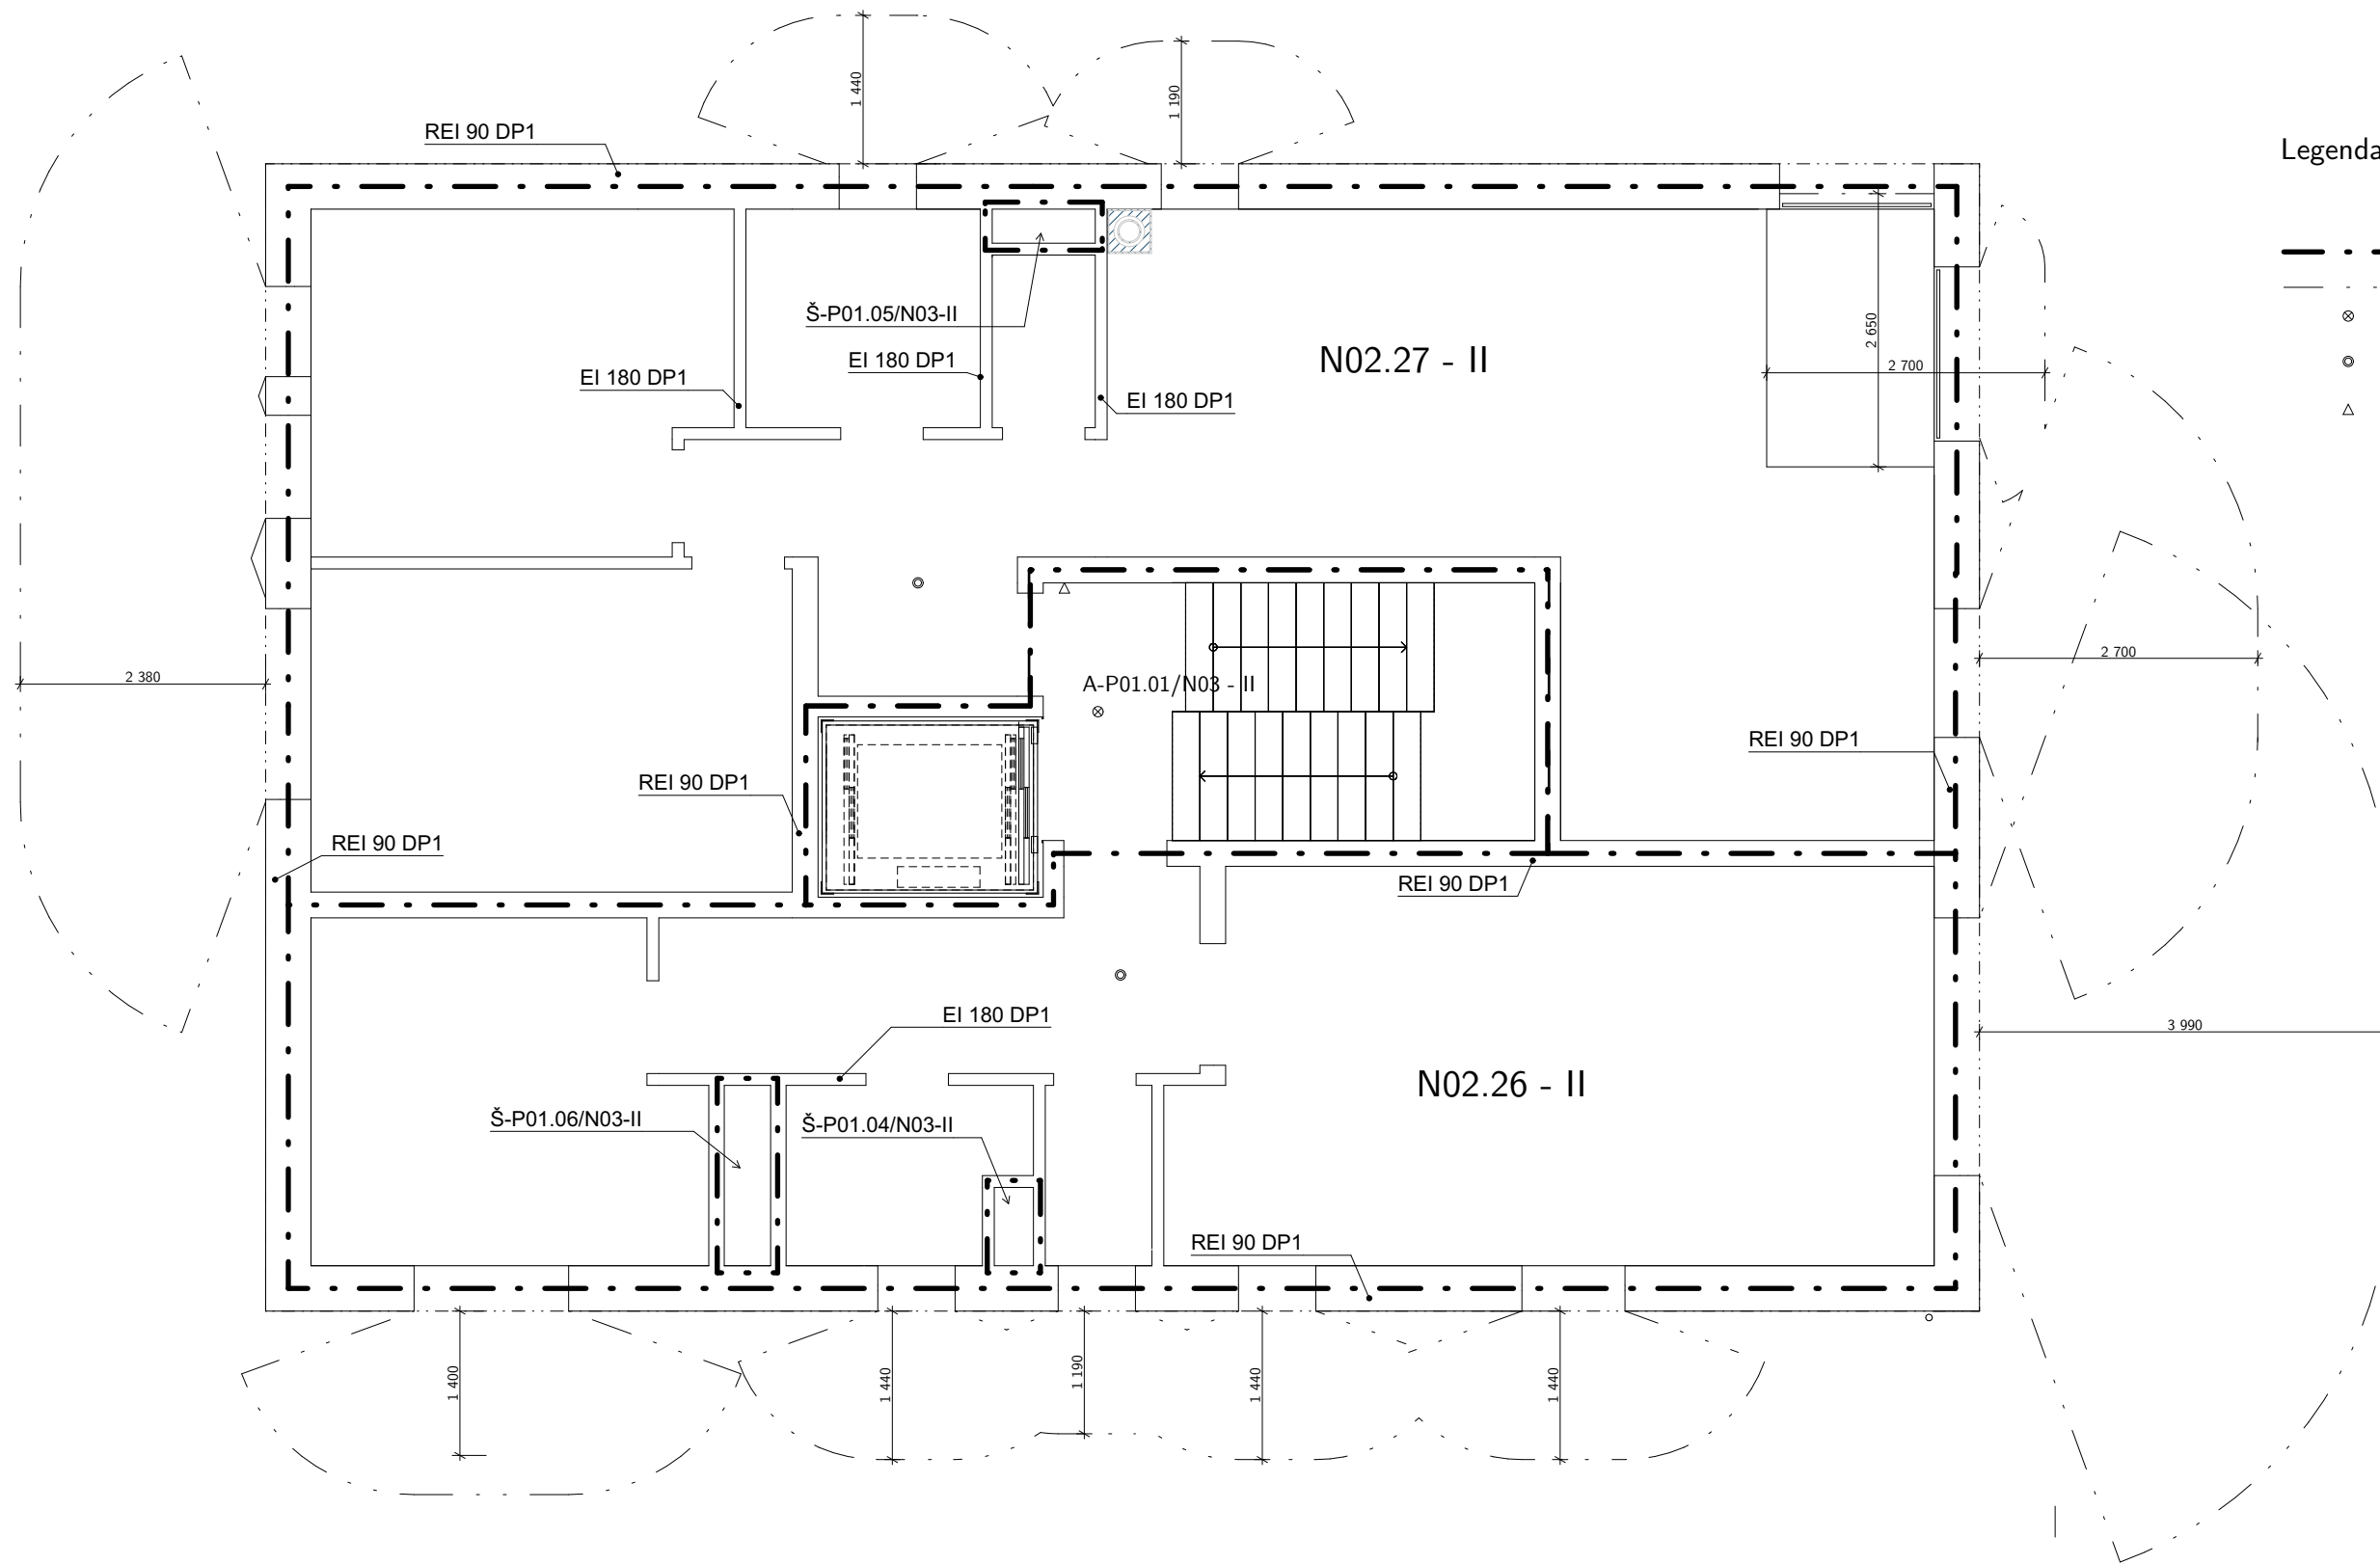 1 440
1 190
REI 90 DP1
Legenda
Š-P01.05/N03-II
2 650
EI 180 DP1
N02.27 - II
2 700
EI 180 DP1
EI 180 DP1
2 700
2 380
A-P01.01/N03 - II
REI 90 DP1
REI 90 DP1
REI 90 DP1
REI 90 DP1
EI 180 DP1
3 990
N02.26 - II
Š-P01.06/N03-II
Š-P01.04/N03-II
REI 90 DP1
1 400
1 440
1 190
1 440
1 440